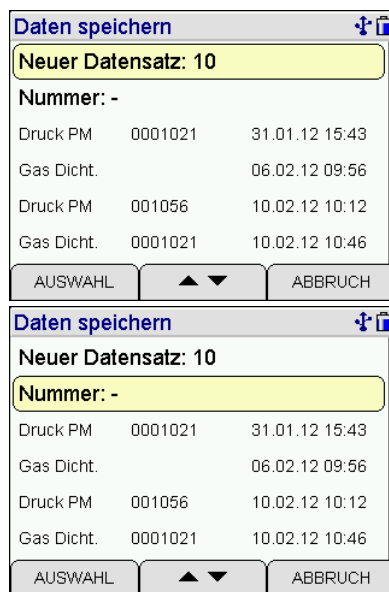 Daten speichern
Neuer Datensatz: 10
Nummer: -
Druck PM 0001021 31.01.12 15:43
Gas Dicht. 06.02.12 09:56
Druck PM 001056 10.02.12 10:12
Gas Dicht. 0001021 10.02.12 10:46
AUSWAHL ▲ ▼ ABBRUCH
Daten speichern
Neuer Datensatz: 10
Nummer: -
Druck PM 0001021 31.01.12 15:43
Gas Dicht. 06.02.12 09:56
Druck PM 001056 10.02.12 10:12
Gas Dicht. 0001021 10.02.12 10:46
AUSWAHL ▲ ▼ ABBRUCH